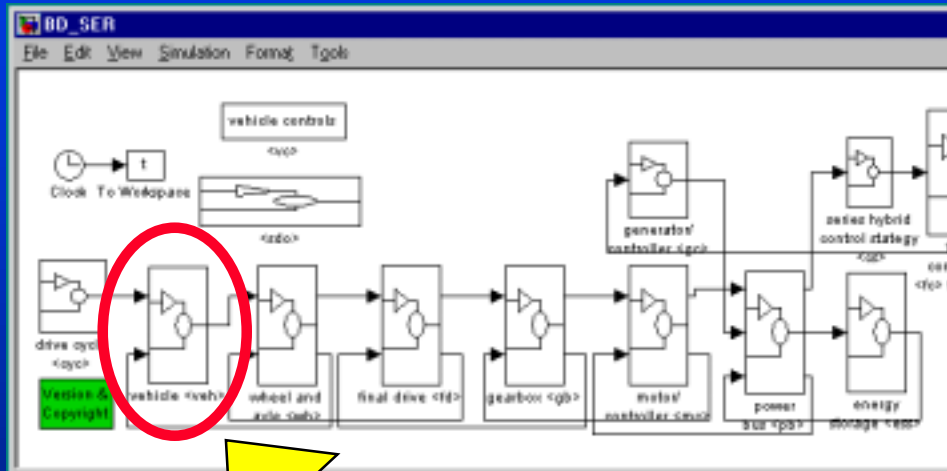 BD_SER
File Edit View Simulation Format Tools
vehicle controls
<vc>
t
Clock To Workspace
<sdo>
generator/
controller <gc>
series hybrid
control stategy
drive cycle
<cyc>
vehicle <veh>
wheel and
axle <wh>
final drive <fd>
gearbox <gb>
motor/
controller <mc>
power
bus <pb>
energy
storage <ess>
Version &
Copyright